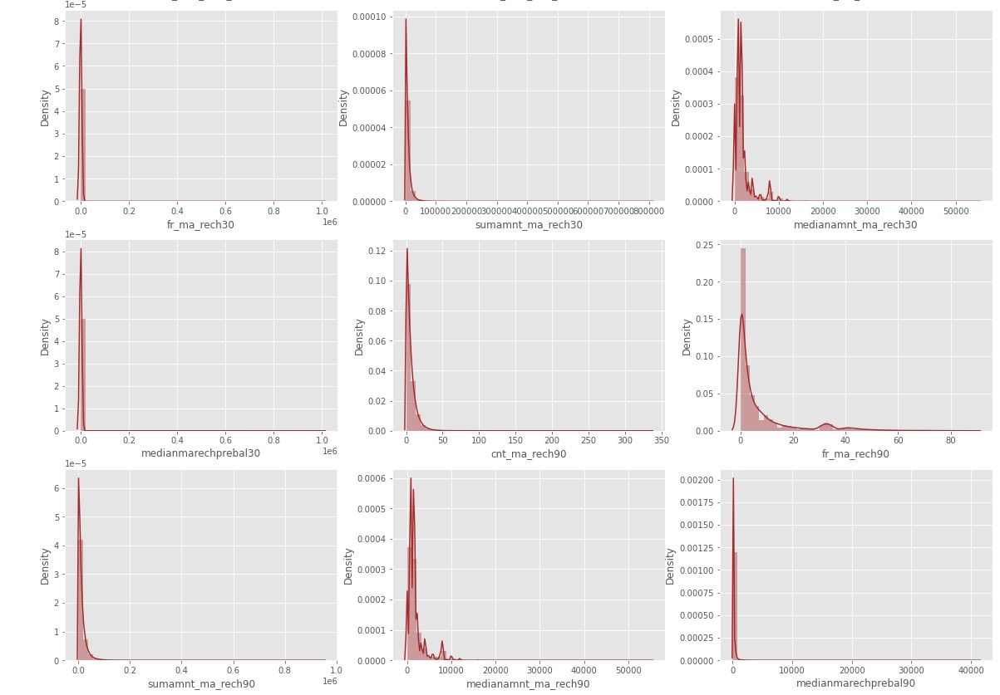 1e−5
8
7
6
5
4
3
2
1
0
Density
0.0 0.2 0.4 0.6 0.8 1.0
1e6
fr_ma_rech30
0.00010
0.00008
0.00006
0.00004
0.00002
0.00000
Density
0 100000 200000 300000 400000 500000 600000 700000 800000
sumamnt_ma_rech30
0.0005
0.0004
0.0003
0.0002
0.0001
0.0000
Density
0 10000 20000 30000 40000 50000
medianamnt_ma_rech30
1e−5
8
7
6
5
4
3
2
1
0
Density
0.0 0.2 0.4 0.6 0.8 1.0
1e6
medianmarechprebal30
0.12
0.10
0.08
0.06
0.04
0.02
0.00
Density
0 50 100 150 200 250 300 350
cnt_ma_rech90
0.25
0.20
0.15
0.10
0.05
0.00
Density
0 20 40 60 80
fr_ma_rech90
1e−5
6
5
4
3
2
1
0
Density
0.0 0.2 0.4 0.6 0.8 1.0
1e6
sumamnt_ma_rech90
0.0006
0.0005
0.0004
0.0003
0.0002
0.0001
0.0000
Density
0 10000 20000 30000 40000 50000
medianamnt_ma_rech90
0.00200
0.00175
0.00150
0.00125
0.00100
0.00075
0.00050
0.00025
0.00000
Density
0 10000 20000 30000 40000
medianmarechprebal90